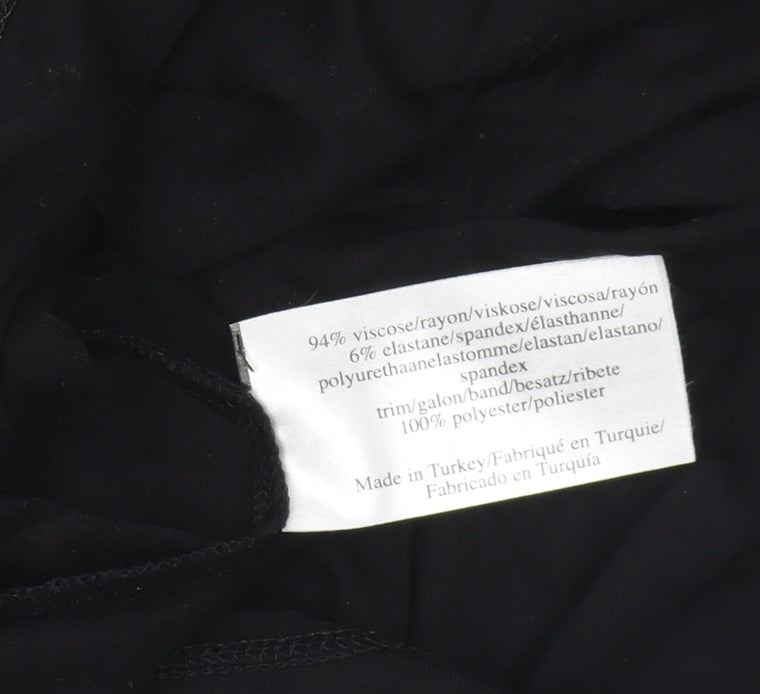 94% viscose/rayon/viskose/viscosa/rayón
6% elastane/spandex/élasthanne/
polyurethaanelastomme/elastan/elastano/
spandex
trim/galon/band/besatz/ribete
100% polyester/poliester
Made in Turkey/Fabriqué en Turquie/
Fabricado en Turquía